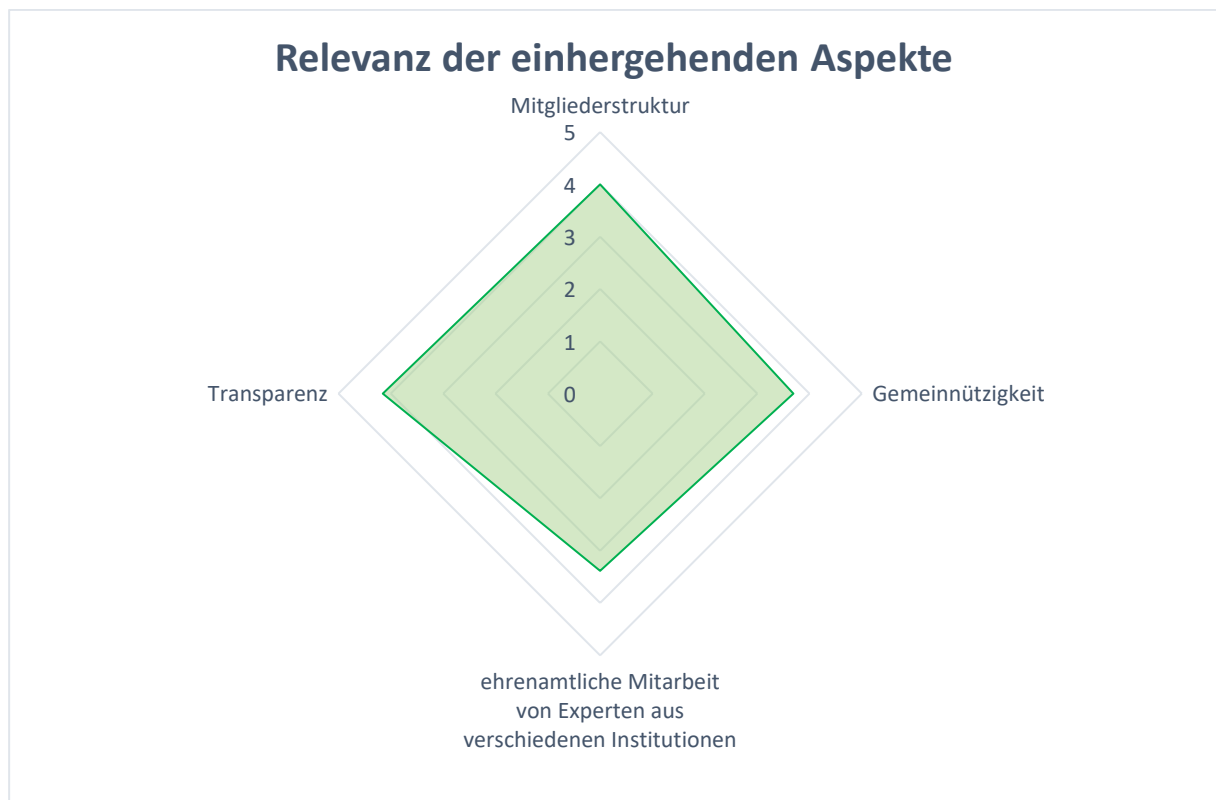 Relevanz der einhergehenden Aspekte
Mitgliederstruktur
5
4
3
2
1
0
Transparenz
Gemeinnützigkeit
ehrenamtliche Mitarbeit
von Experten aus
verschiedenen Institutionen